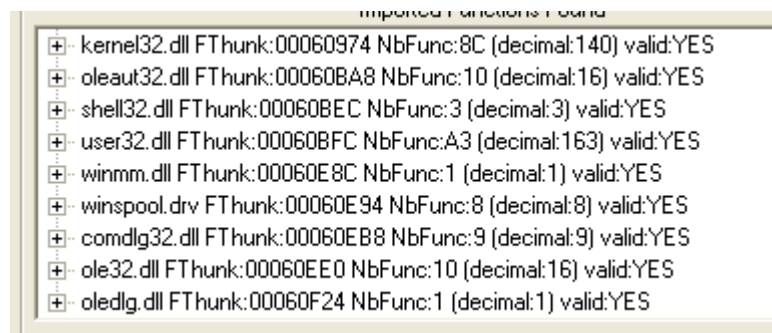 Imported Functions Found
kernel32.dll FThunk:00060974 NbFunc:8C (decimal:140) valid:YES
oleaut32.dll FThunk:00060BA8 NbFunc:10 (decimal:16) valid:YES
shell32.dll FThunk:00060BEC NbFunc:3 (decimal:3) valid:YES
user32.dll FThunk:00060BFC NbFunc:A3 (decimal:163) valid:YES
winmm.dll FThunk:00060E8C NbFunc:1 (decimal:1) valid:YES
winspool.drv FThunk:00060E94 NbFunc:8 (decimal:8) valid:YES
comdlg32.dll FThunk:00060EB8 NbFunc:9 (decimal:9) valid:YES
ole32.dll FThunk:00060EE0 NbFunc:10 (decimal:16) valid:YES
oledlg.dll FThunk:00060F24 NbFunc:1 (decimal:1) valid:YES